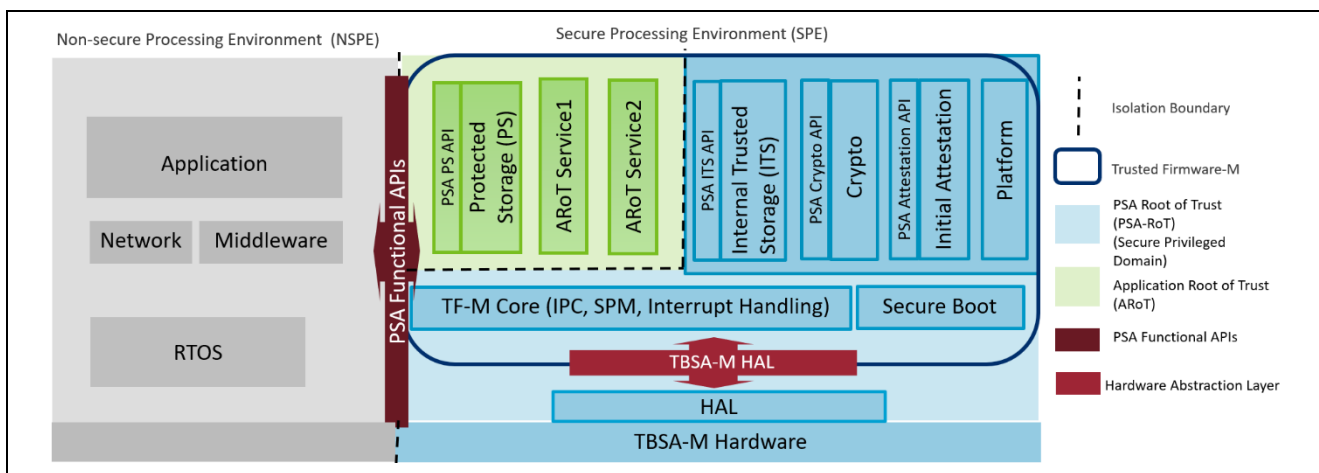 Non-secure Processing Environment (NSPE)
Secure Processing Environment (SPE)
Application
Network
Middleware
RTOS
PSA Functional APIs
PSA PS API
Protected
Storage (PS)
ARoT Service1
ARoT Service2
PSA ITS API
Internal Trusted
Storage (ITS)
PSA Crypto API
Crypto
PSA Attestation API
Initial Attestation
Platform
TF-M Core (IPC, SPM, Interrupt Handling)
Secure Boot
TBSA-M HAL
HAL
TBSA-M Hardware
Isolation Boundary
Trusted Firmware-M
PSA Root of Trust
(PSA-RoT)
(Secure Privileged
Domain)
Application Root of Trust
(ARoT)
PSA Functional APIs
Hardware Abstraction Layer